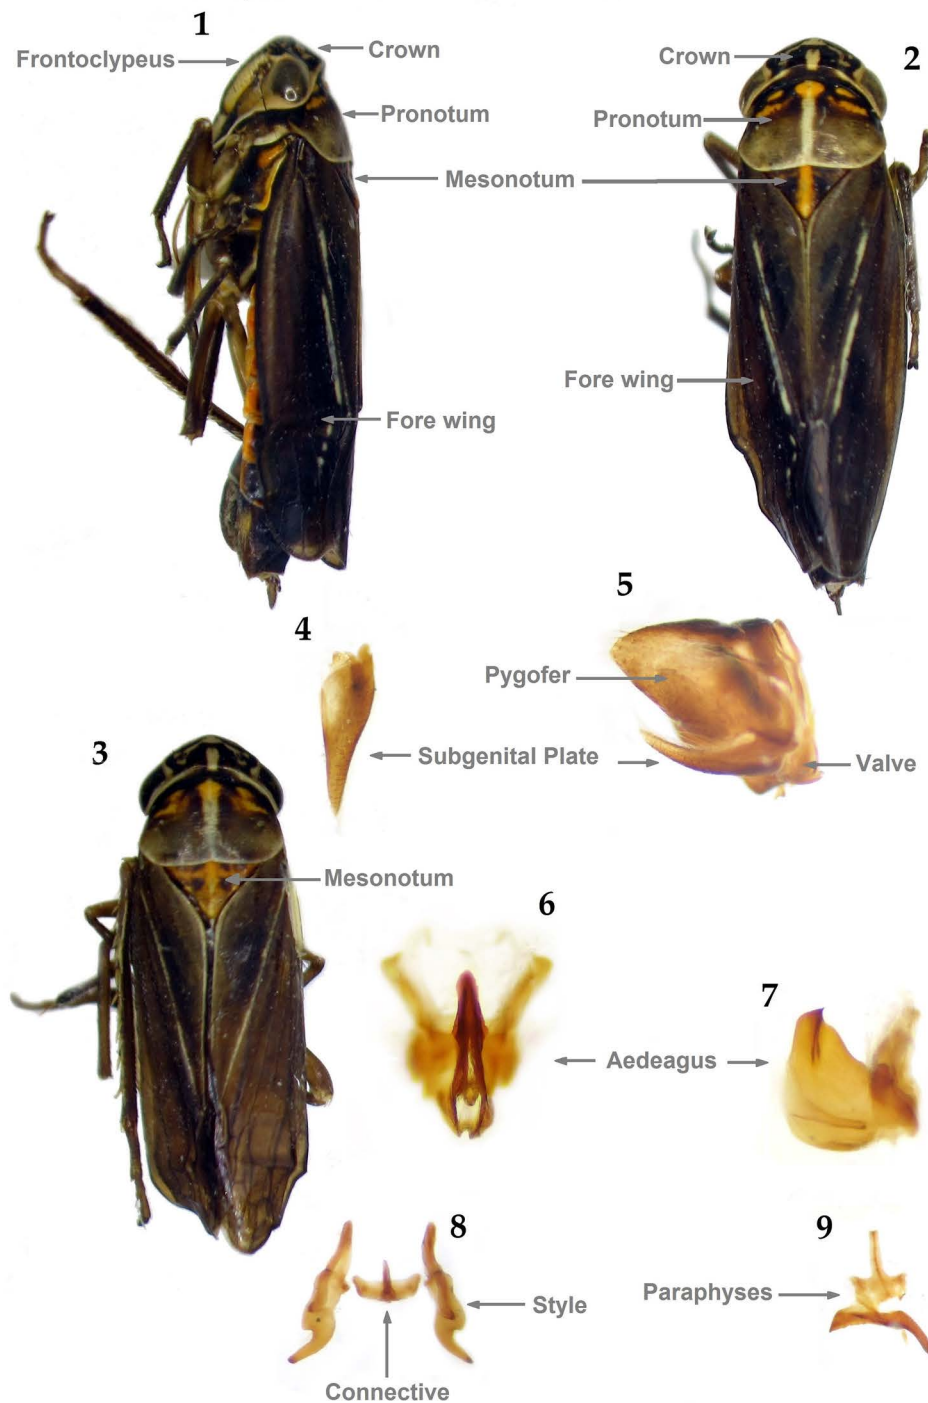 1
Frontoclypeus
Crown
Pronotum
Mesonotum
Fore wing
2
Crown
Pronotum
Fore wing
3
Mesonotum
4
Subgenital Plate
5
Pygofer
Valve
6
Aedeagus
7
8
Style
Connective
9
Paraphyses